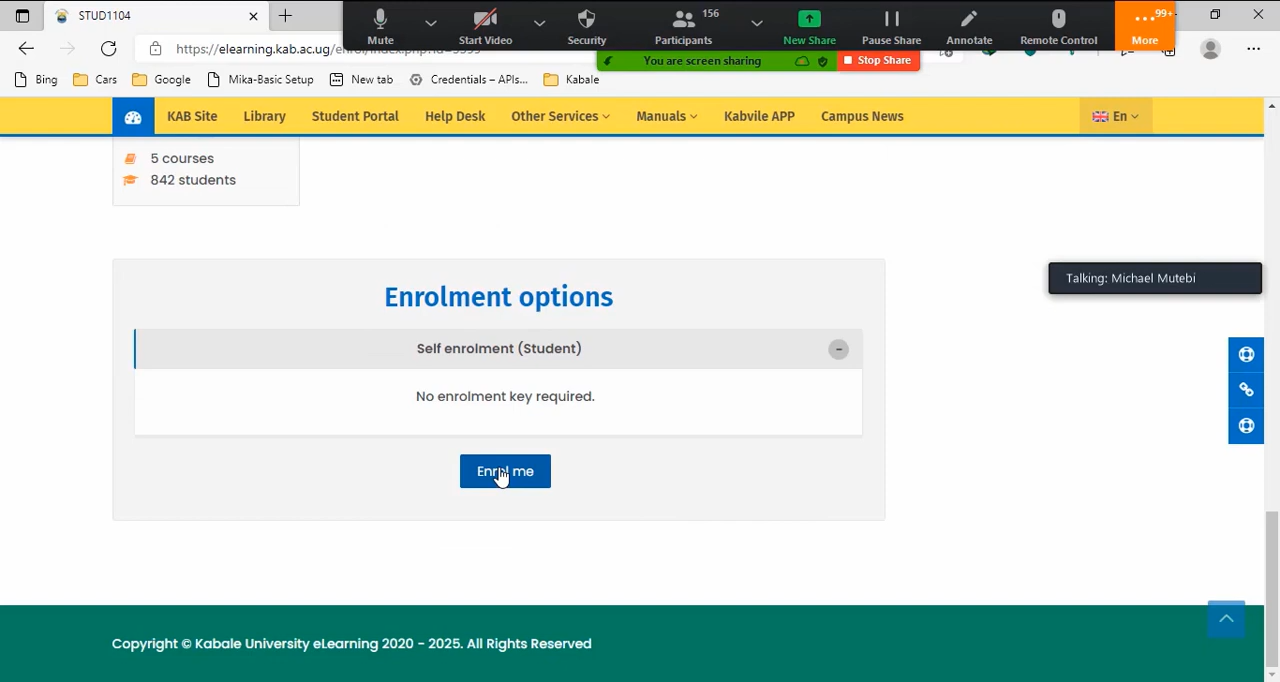 STUD1104
156
99+
Mute
Start Video
Security
Participants
New Share
Pause Share
Annotate
Remote Control
More
https://elearning.kab.ac.ug/
You are screen sharing
Stop Share
Bing
Cars
Google
Mika-Basic Setup
New tab
Credentials – APIs...
Kabale
KAB Site
Library
Student Portal
Help Desk
Other Services
Manuals
Kabvile APP
Campus News
En
5 courses
842 students
Talking: Michael Mutebi
Enrolment options
Self enrolment (Student)
No enrolment key required.
Enrol me
Copyright © Kabale University eLearning 2020 - 2025. All Rights Reserved